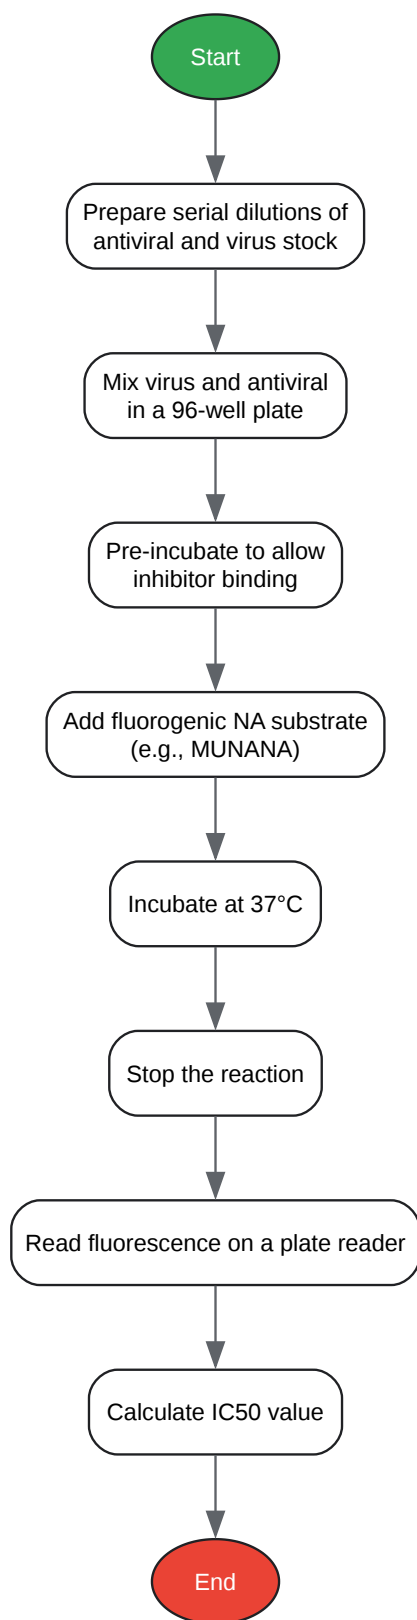 Start
Prepare serial dilutions of
antiviral and virus stock
Mix virus and antiviral
in a 96-well plate
Pre-incubate to allow
inhibitor binding
Add fluorogenic NA substrate
(e.g., MUNANA)
Incubate at 37°C
Stop the reaction
Read fluorescence on a plate reader
Calculate IC50 value
End